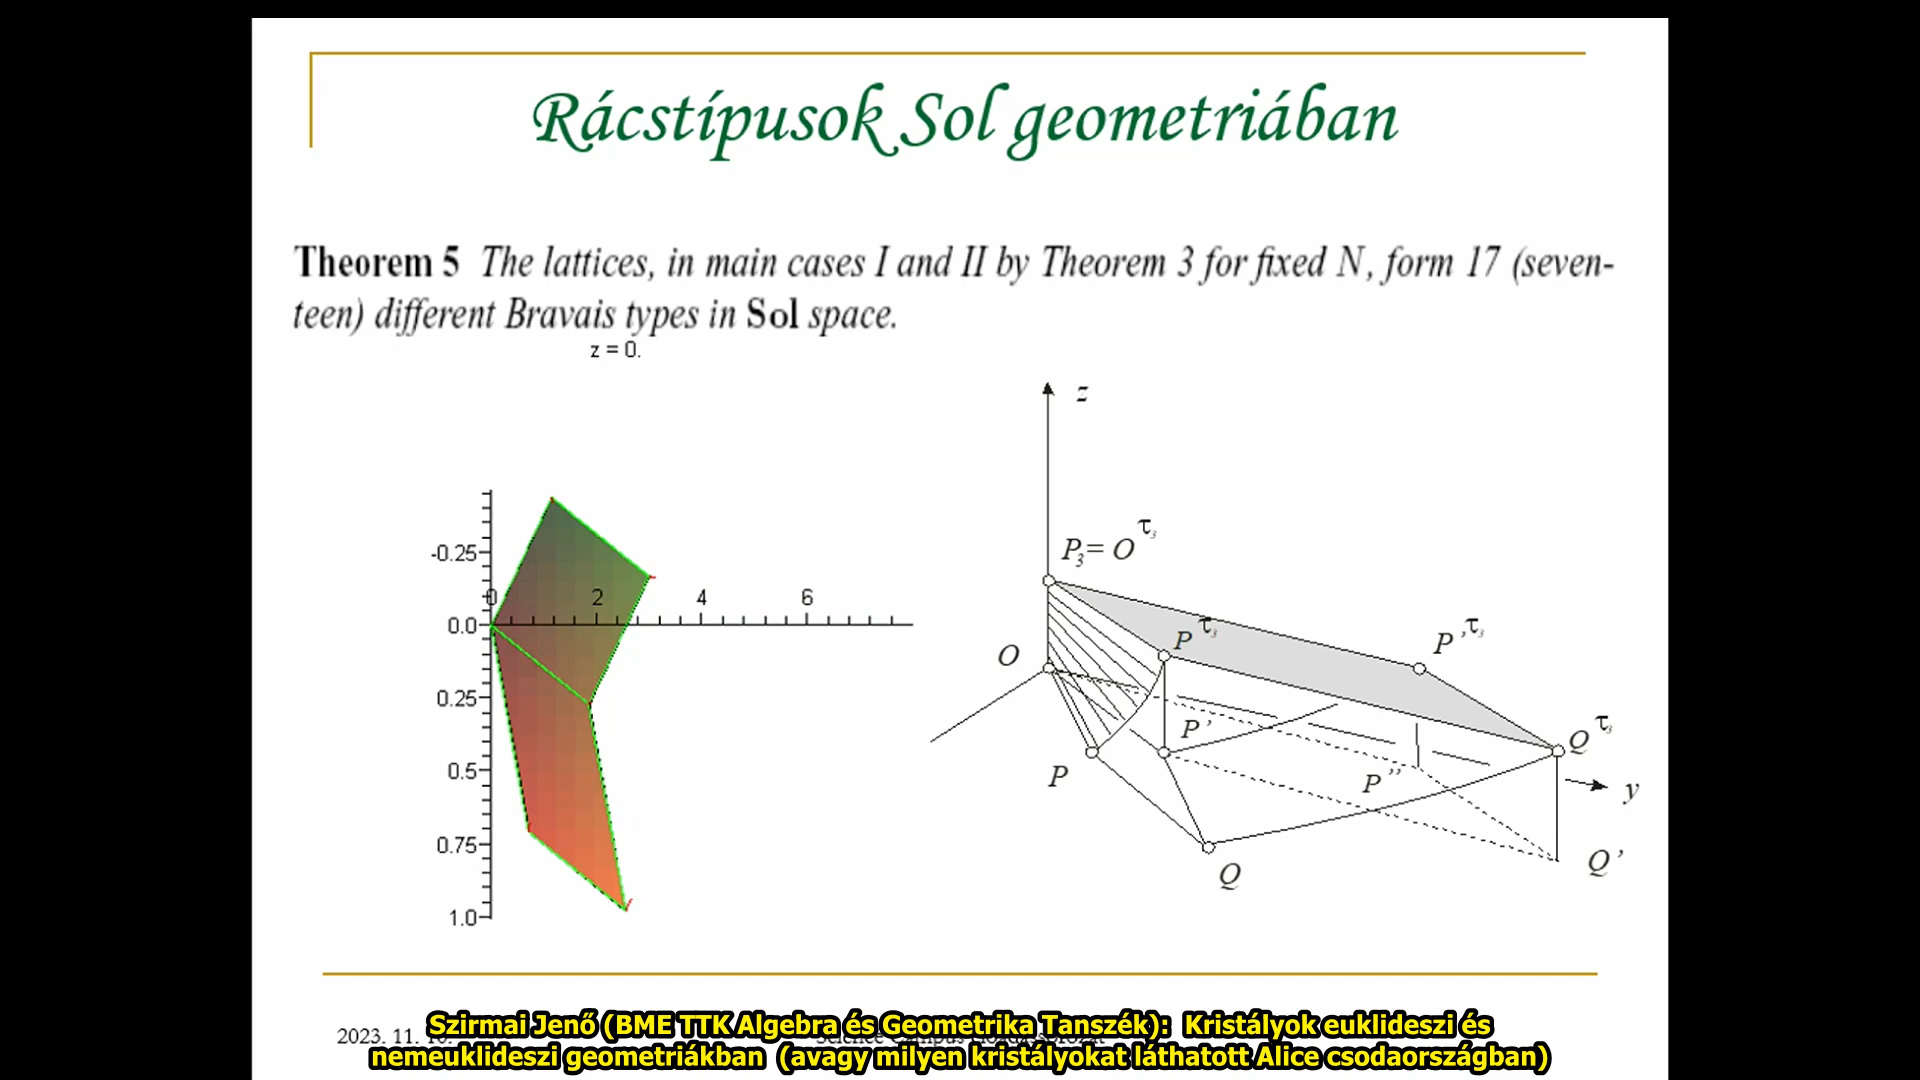 Rácstípusok Sol geometriában
Theorem 5 The lattices, in main cases I and II by Theorem 3 for fixed N, form 17 (seven-
teen) different Bravais types in Sol space.
z = 0.
z
P₃= O τ₃
-0.25
0 2 4 6
0.0
P τ₃
P' τ₃
O
0.25
P'
Q τ₃
0.5
P
P''
y
0.75
Q'
Q
1.0
2023. 11.
Szirmai Jenő (BME TTK Algebra és Geometrika Tanszék): Kristályok euklideszi és
nemeuklideszi geometriákban (avagy milyen kristályokat láthatott Alice csodaországban)